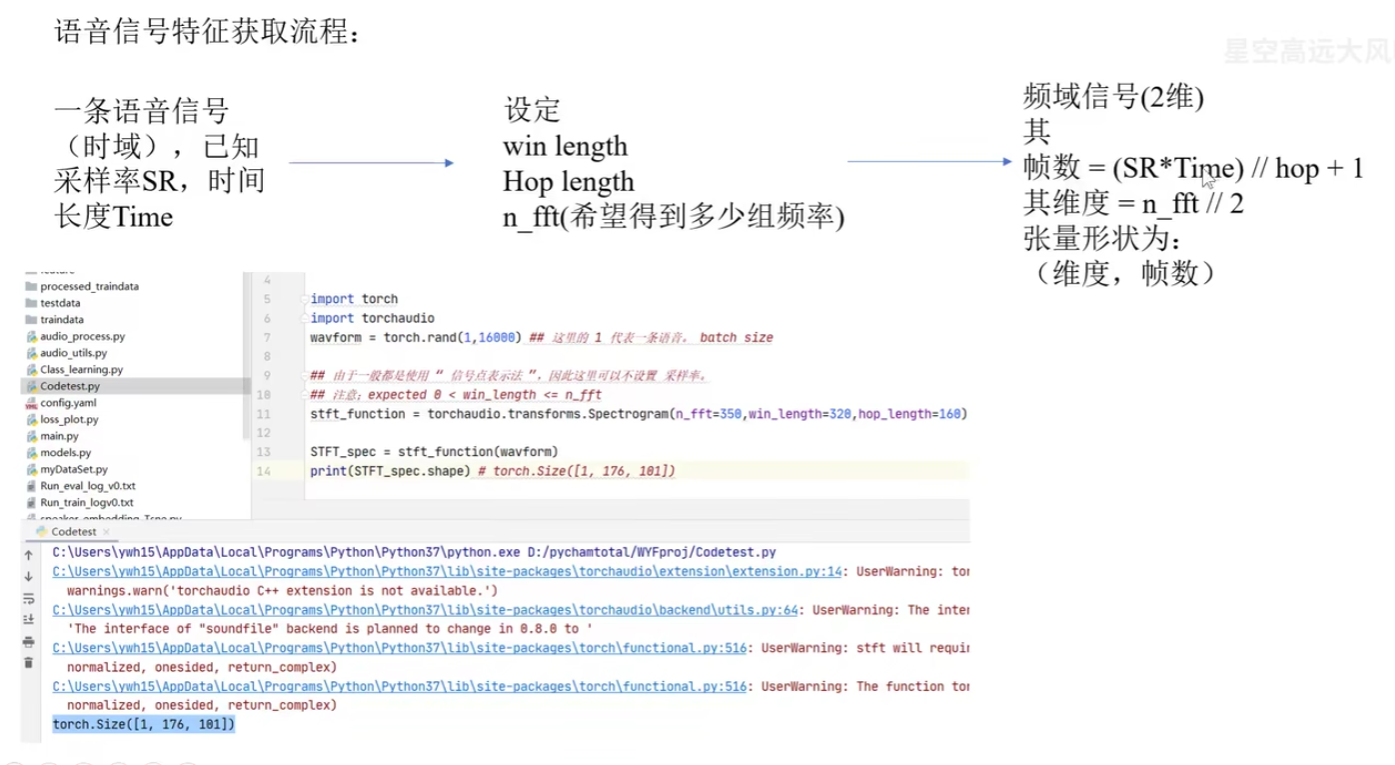 语音信号特征获取流程：
星空高远大风
一条语音信号
（时域），已知
采样率SR，时间
长度Time
设定
win length
Hop length
n_fft(希望得到多少组频率)
频域信号(2维)
其
帧数 = (SR*Time) // hop + 1
其维度 = n_fft // 2
张量形状为：
（维度，帧数）
processed_traindata
testdata
traindata
audio_process.py
audio_utils.py
Class_learning.py
Codetest.py
config.yaml
loss_plot.py
main.py
models.py
myDataSet.py
Run_eval_log_v0.txt
Run_train_logv0.txt
4
5 import torch
6 import torchaudio
7 wavform = torch.rand(1,16000) ## 这里的 1 代表一条语音。 batch size
8
9 ## 由于一般都是使用 “ 信号点表示法 ”，因此这里可以不设置 采样率。
10 ## 注意；expected 0 < win_length <= n_fft
11 stft_function = torchaudio.transforms.Spectrogram(n_fft=350,win_length=320,hop_length=160)
12
13 STFT_spec = stft_function(wavform)
14 print(STFT_spec.shape) # torch.Size([1, 176, 101])
Codetest
C:\Users\ywh15\AppData\Local\Programs\Python\Python37\python.exe D:/pychamtotal/WYFproj/Codetest.py
C:\Users\ywh15\AppData\Local\Programs\Python\Python37\lib\site-packages\torchaudio\extension\extension.py:14: UserWarning: tor
warnings.warn('torchaudio C++ extension is not available.')
C:\Users\ywh15\AppData\Local\Programs\Python\Python37\lib\site-packages\torchaudio\backend\utils.py:64: UserWarning: The inter
'The interface of "soundfile" backend is planned to change in 0.8.0 to '
C:\Users\ywh15\AppData\Local\Programs\Python\Python37\lib\site-packages\torch\functional.py:516: UserWarning: stft will requir
normalized, onesided, return_complex)
C:\Users\ywh15\AppData\Local\Programs\Python\Python37\lib\site-packages\torch\functional.py:516: UserWarning: The function tor
normalized, onesided, return_complex)
torch.Size([1, 176, 101])